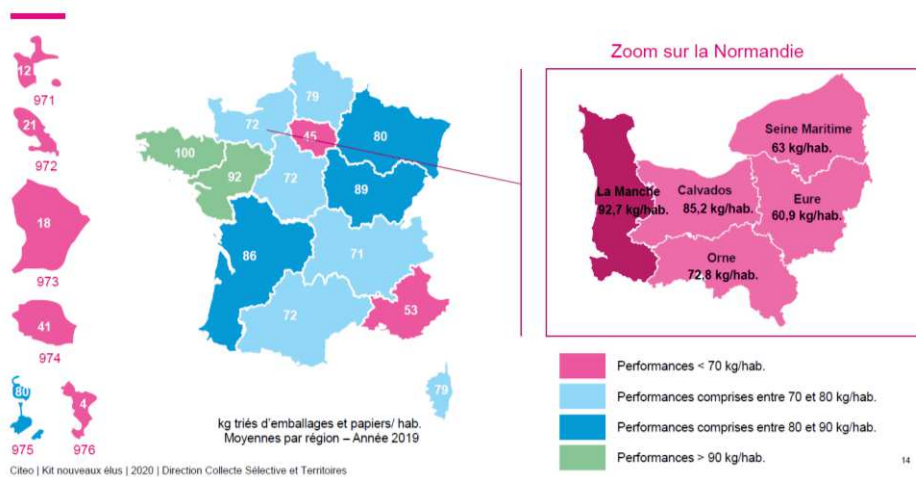 Zoom sur la Normandie
12
971
21
972
18
973
41
974
80
975
4
976
79
72
45
80
100
92
72
89
86
71
72
53
79
Seine Maritime
63 kg/hab.
La Manche
92,7 kg/hab.
Calvados
85,2 kg/hab.
Eure
60,9 kg/hab.
Orne
72,8 kg/hab.
kg triés d'emballages et papiers/ hab.
Moyennes par région – Année 2019
Performances < 70 kg/hab.
Performances comprises entre 70 et 80 kg/hab.
Performances comprises entre 80 et 90 kg/hab.
Performances > 90 kg/hab.
Citeo | Kit nouveaux élus | 2020 | Direction Collecte Sélective et Territoires
14